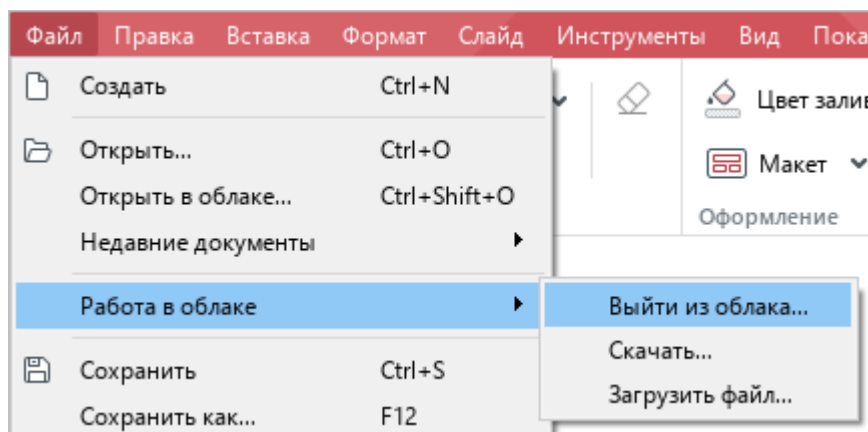 Файл Правка Вставка Формат Слайд Инструменты Вид
Создать Ctrl+N
Цвет
Открыть... Ctrl+O
Макет
Открыть в облаке... Ctrl+Shift+O
Оформление
Недавние документы
Работа в облаке
Выйти из облака...
Скачать...
Сохранить Ctrl+S
Загрузить файл...
Сохранить как... F12